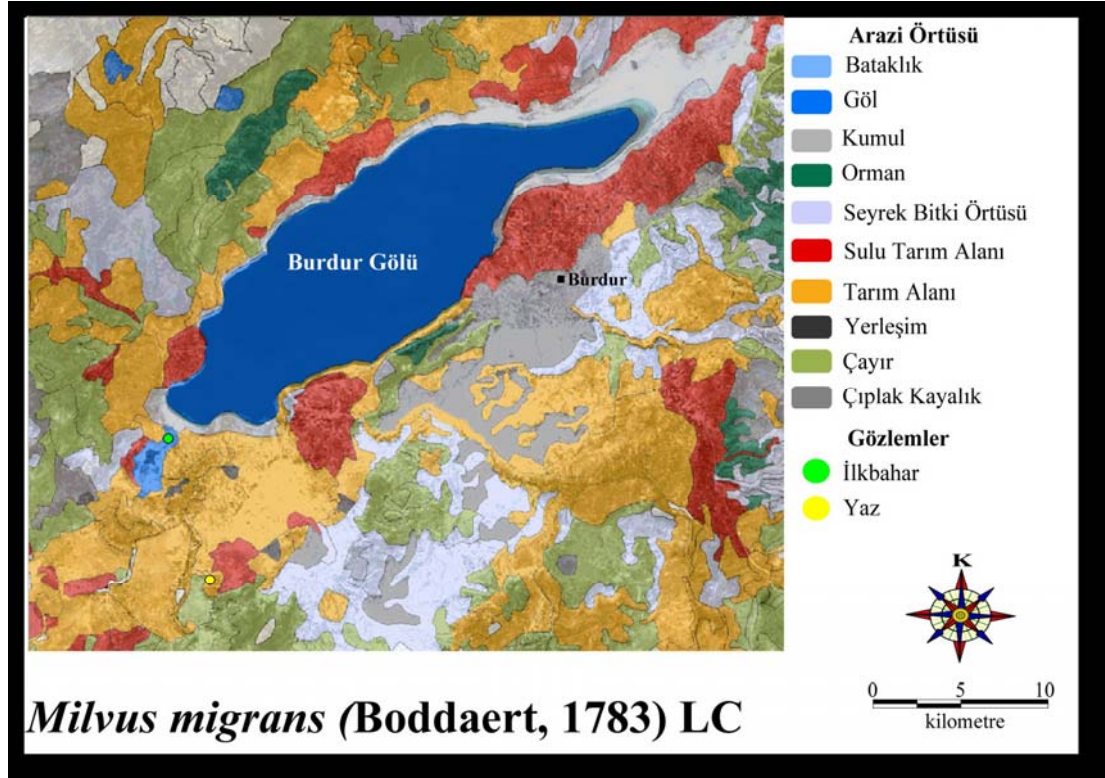 Arazi Örtüsü
Bataklık
Göl
Kumul
Orman
Seyrek Bitki Örtüsü
Sulu Tarım Alanı
Tarım Alanı
Yerleşim
Çayır
Çıplak Kayalık
Gözlemler
İlkbahar
Yaz
Burdur Gölü
Burdur
K
0 5 10
kilometre
Milvus migrans (Boddaert, 1783) LC